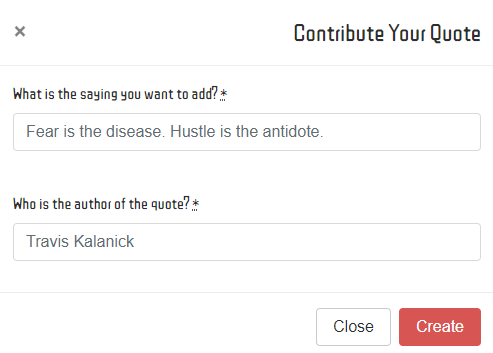 × Contribute Your Quote
What is the saying you want to add? *
Fear is the disease. Hustle is the antidote.
Who is the author of the quote? *
Travis Kalanick
Close Create